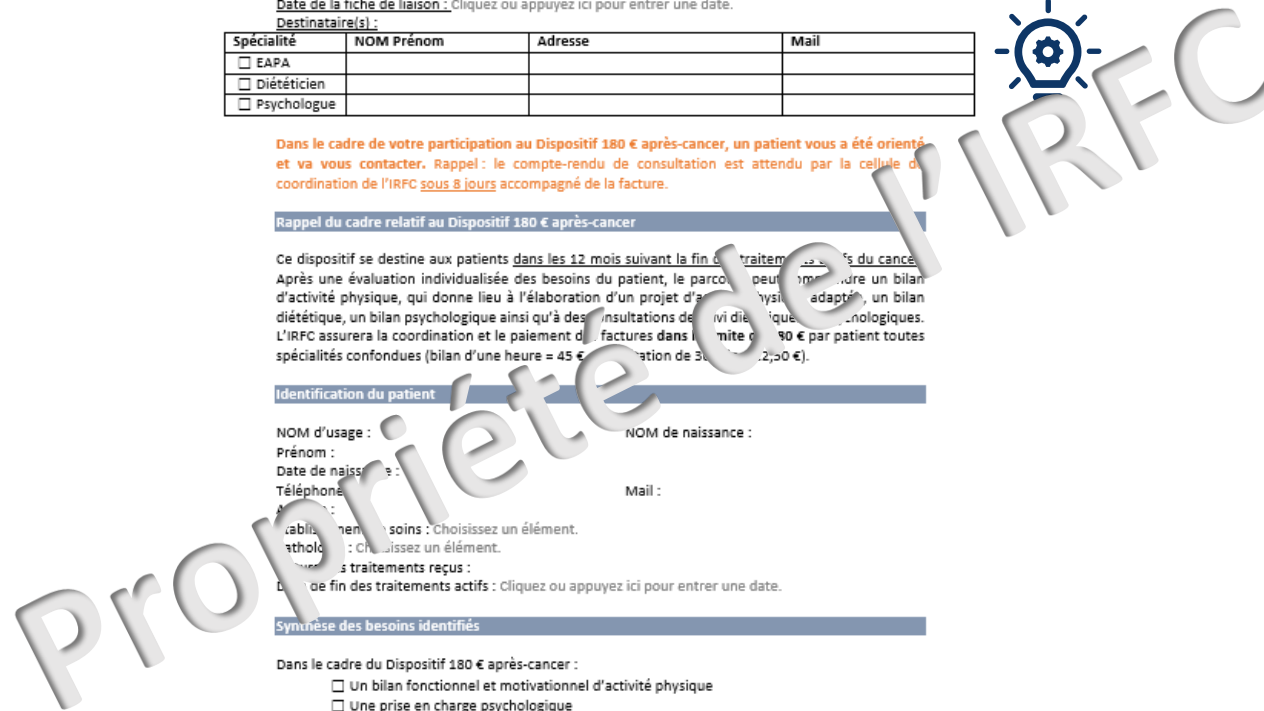 Date de la fiche de liaison : Cliquez ou appuyez ici pour entrer une date.
Destinataire(s) :
Spécialité NOM Prénom Adresse Mail
☐ EAPA
☐ Diététicien
☐ Psychologue
Dans le cadre de votre participation au Dispositif 180 € après-cancer, un patient vous a été orienté
et va vous contacter. Rappel : le compte-rendu de consultation est attendu par la cellule
coordination de l'IRFC sous 8 jours accompagné de la facture.
Rappel du cadre relatif au Dispositif 180 € après-cancer
Ce dispositif se destine aux patients dans les 12 mois suivant la fin du cancer
Après une évaluation individualisée des besoins du patient, le un bilan
d'activité physique, qui donne lieu à l'élaboration d'un projet un bilan
diététique, un bilan psychologique ainsi qu'à des
L'IRFC assurera la coordination et le paiement factures dans € par patient toutes
spécialités confondues (bilan d'une heure = 45 € de
Identification du patient
NOM d'usage : NOM de naissance :
Prénom :
Date de
Téléphone Mail :
soins : Choisissez un élément.
: un élément.
traitements reçus :
de fin des traitements actifs : Cliquez ou appuyez ici pour entrer une date.
Synthèse des besoins identifiés
Dans le cadre du Dispositif 180 € après-cancer :
☐ Un bilan fonctionnel et motivationnel d'activité physique
☐ Une prise en charge psychologique
Propriété de l'IRFC